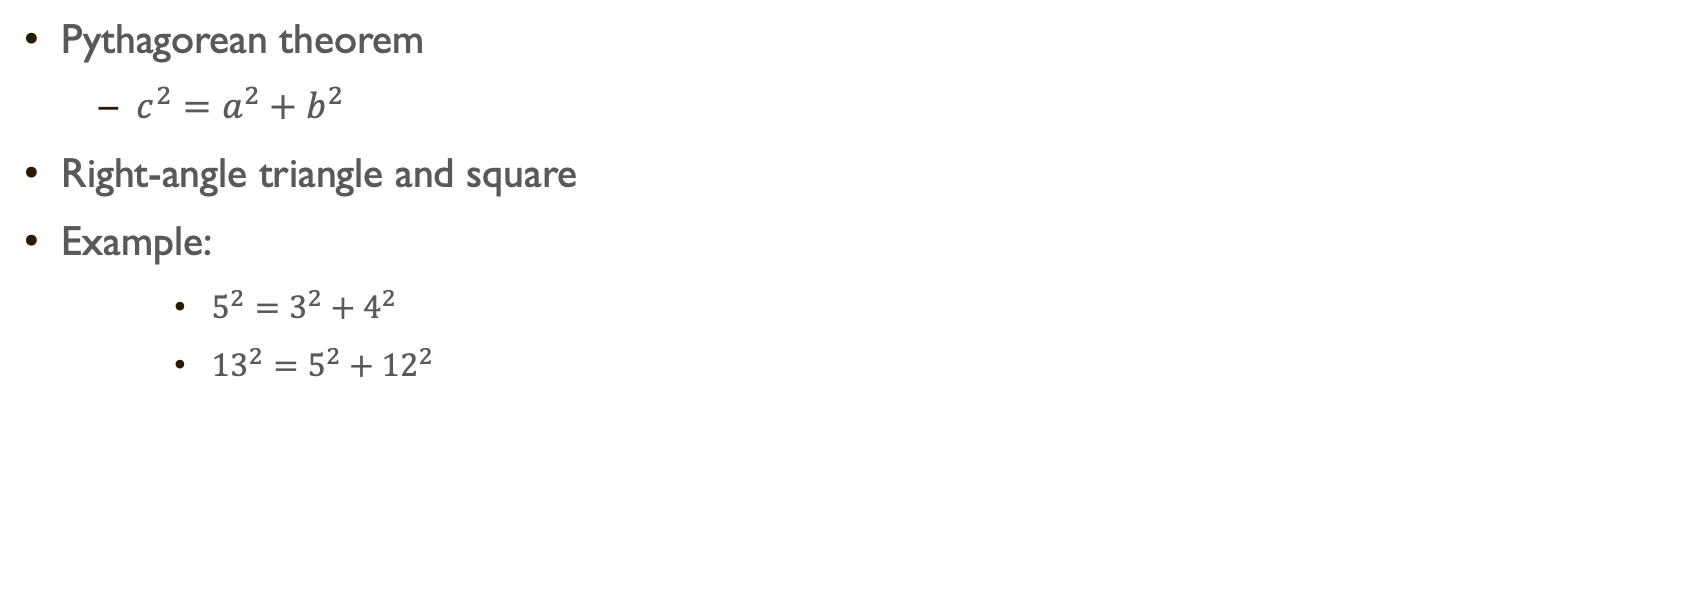 • Pythagorean theorem
– c² = a² + b²
• Right-angle triangle and square
• Example:
• 5² = 3² + 4²
• 13² = 5² + 12²